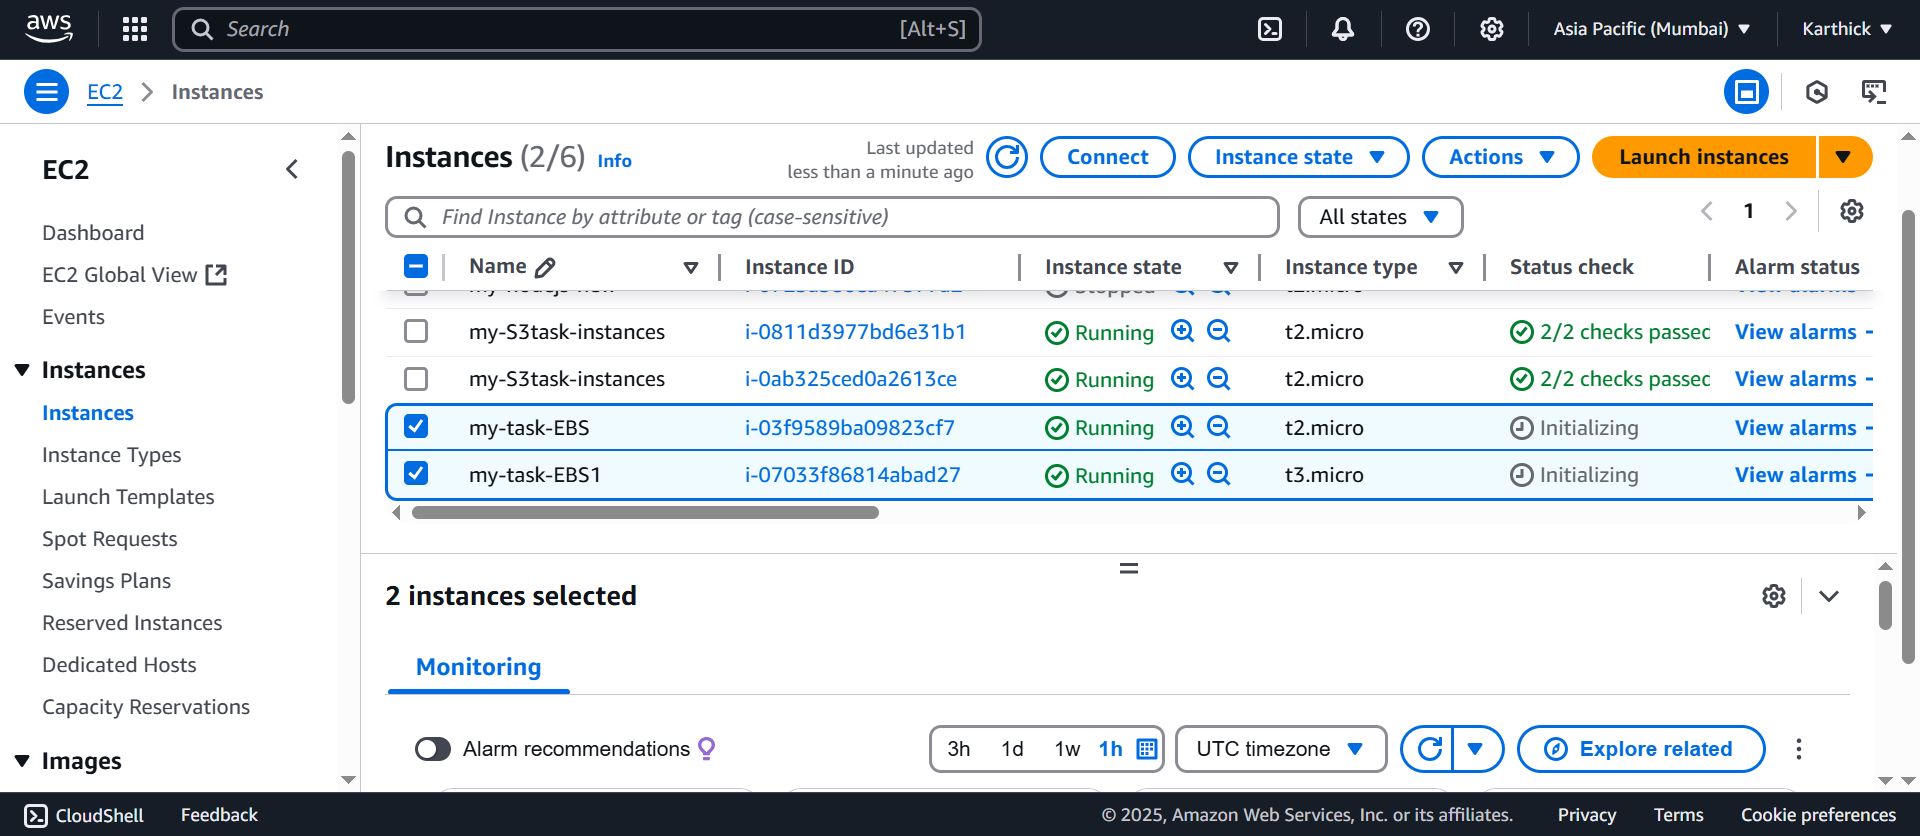 aws
Search [Alt+S]
Asia Pacific (Mumbai)
Karthick
EC2 Instances
EC2
Dashboard
EC2 Global View
Events
Instances
Instances
Instance Types
Launch Templates
Spot Requests
Savings Plans
Reserved Instances
Dedicated Hosts
Capacity Reservations
Images
Instances (2/6) Info
Last updated
less than a minute ago
Connect
Instance state
Actions
Launch instances
Find Instance by attribute or tag (case-sensitive)
All states
1
Name Instance ID Instance state Instance type Status check Alarm status
my-S3task-instances i-0811d3977bd6e31b1 Running t2.micro 2/2 checks passed View alarms
my-S3task-instances i-0ab325ced0a2613ce Running t2.micro 2/2 checks passed View alarms
my-task-EBS i-03f9589ba09823cf7 Running t2.micro Initializing View alarms
my-task-EBS1 i-07033f86814abad27 Running t3.micro Initializing View alarms
2 instances selected
Monitoring
Alarm recommendations
3h 1d 1w 1h
UTC timezone
Explore related
CloudShell Feedback
© 2025, Amazon Web Services, Inc. or its affiliates. Privacy Terms Cookie preferences